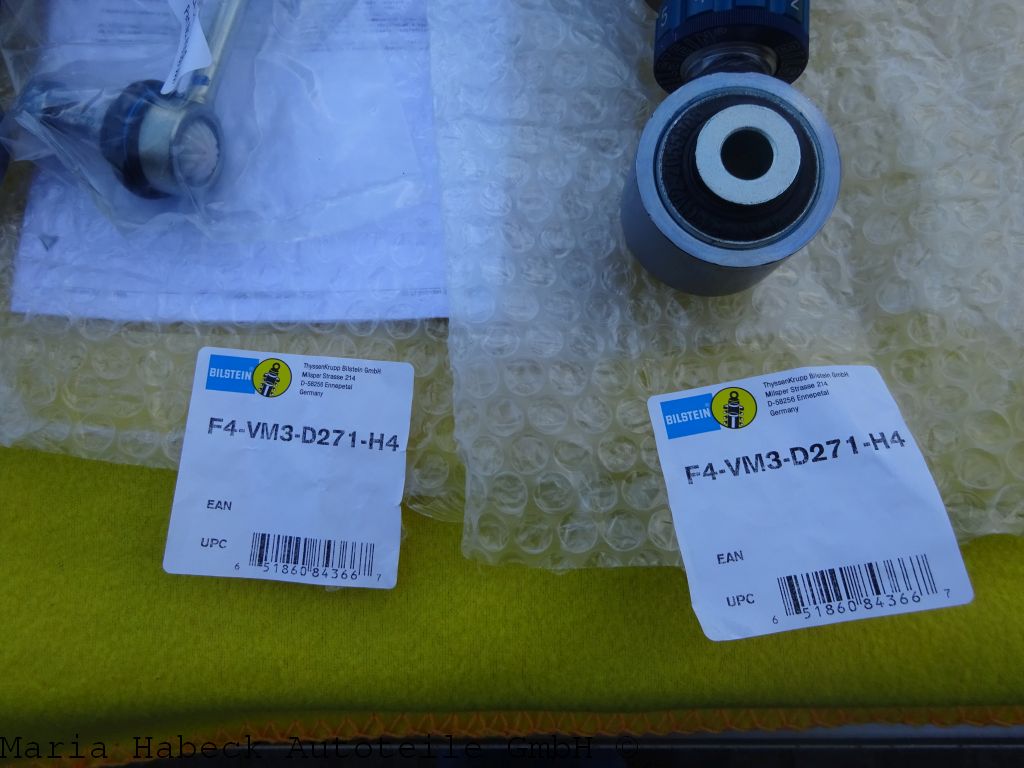 BILSTEIN
ThyssenKrupp Bilstein GmbH
Milsper Strasse 214
D-58256 Ennepetal
Germany
F4-VM3-D271-H4
EAN
UPC
6 51860 84366 7
BILSTEIN
ThyssenKrupp Bilstein GmbH
Milsper Strasse 214
D-58256 Ennepetal
Germany
F4-VM3-D271-H4
EAN
UPC
6 51860 84366 7
Maria Habeck Autoteile GmbH ©